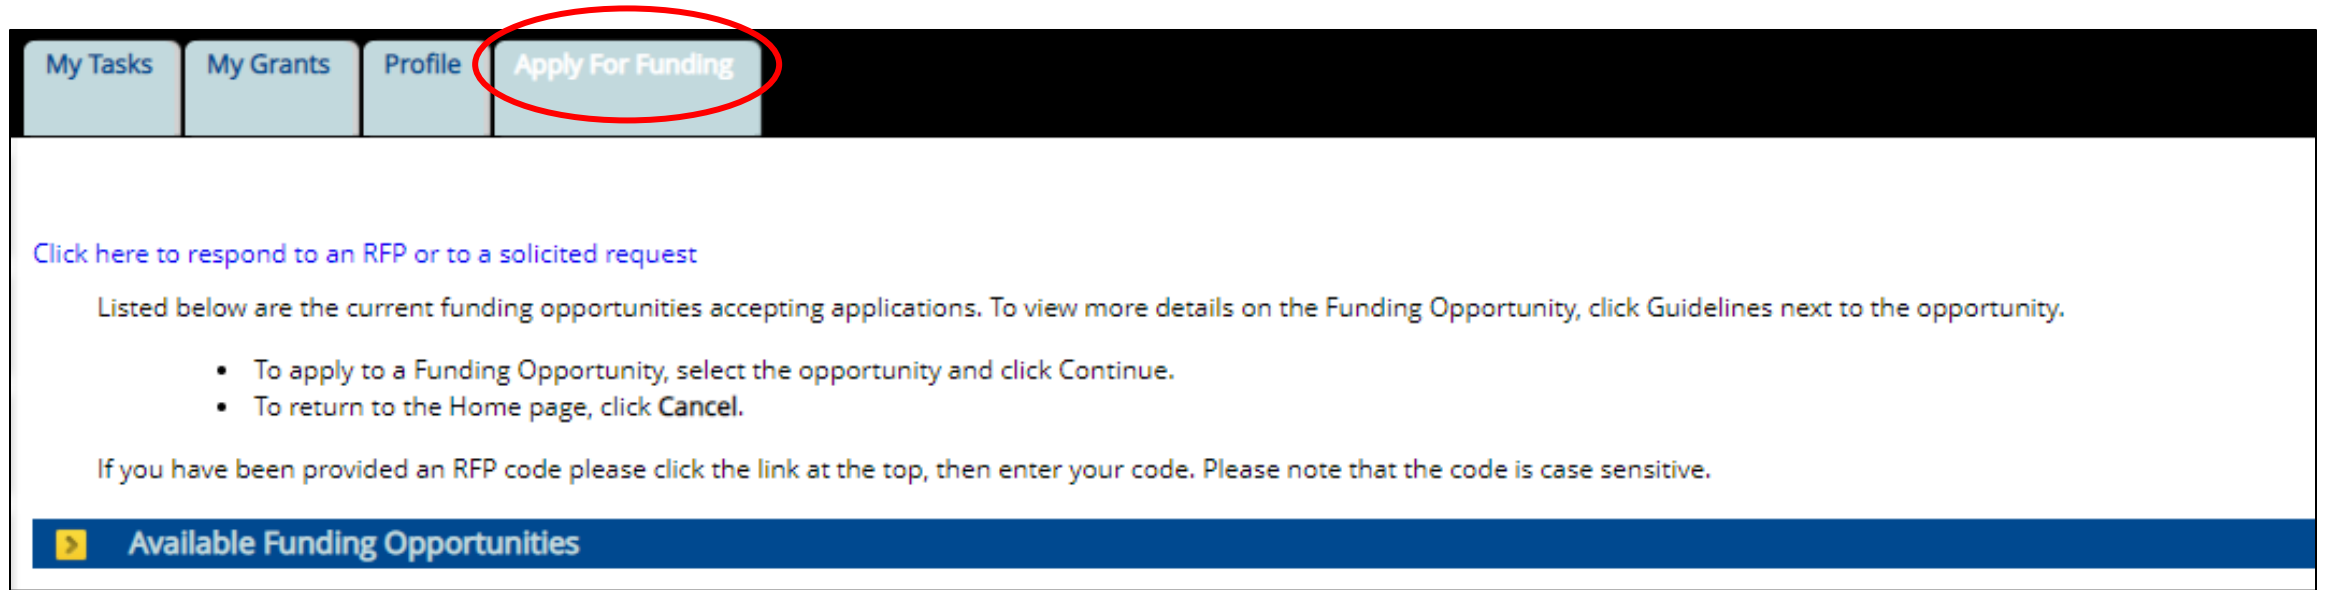 My Tasks My Grants Profile Apply For Funding
Click here to respond to an RFP or to a solicited request
Listed below are the current funding opportunities accepting applications. To view more details on the Funding Opportunity, click Guidelines next to the opportunity.
• To apply to a Funding Opportunity, select the opportunity and click Continue.
• To return to the Home page, click Cancel.
If you have been provided an RFP code please click the link at the top, then enter your code. Please note that the code is case sensitive.
Available Funding Opportunities